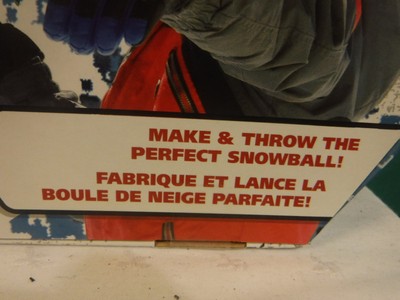 MAKE & THROW THE
PERFECT SNOWBALL!
FABRIQUE ET LANCE LA
BOULE DE NEIGE PARFAITE!